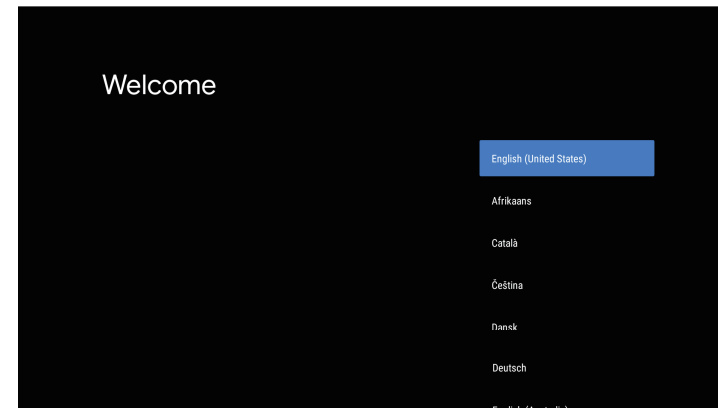 Welcome
English (United States)
Afrikaans
Català
Čeština
Dansk
Deutsch